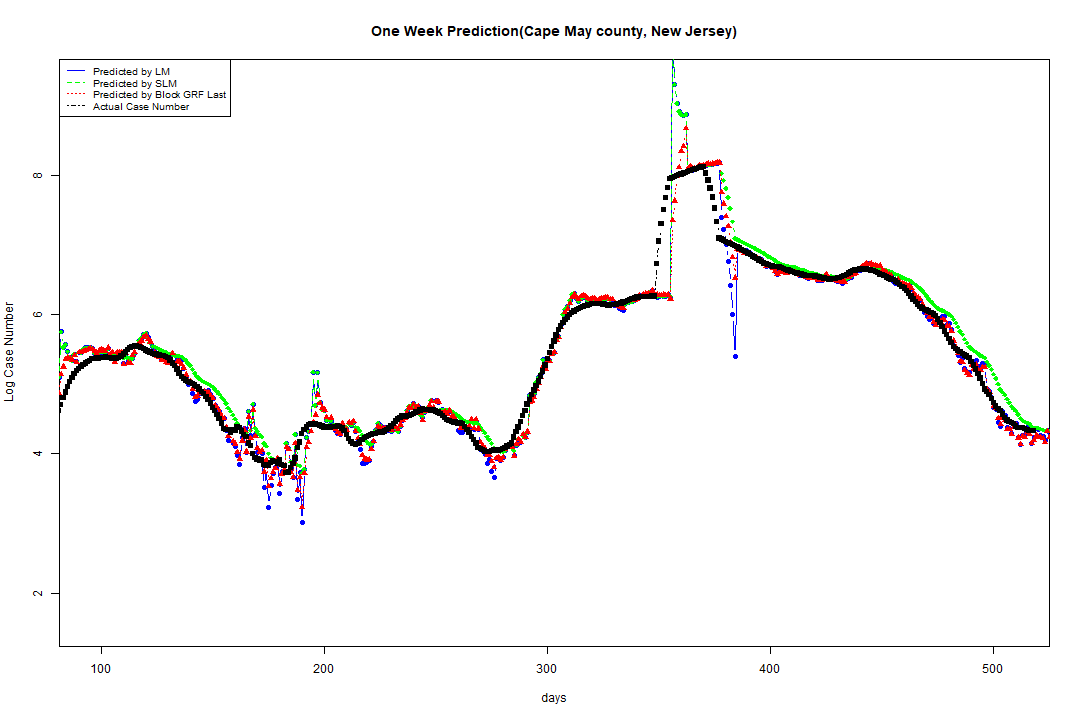 One Week Prediction(Cape May county, New Jersey)
Predicted by LM
Predicted by SLM
Predicted by Block GRF Last
Actual Case Number
Log Case Number
8
6
4
2
100 200 300 400 500
days